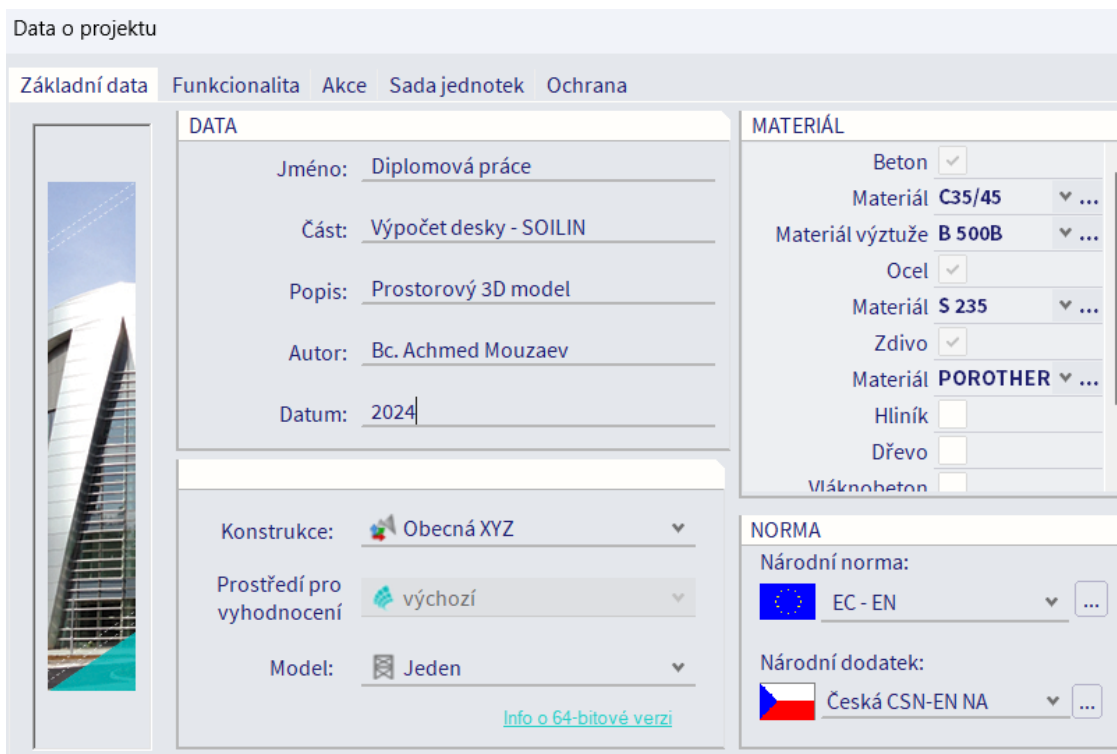 Data o projektu
Základní data Funkcionalita Akce Sada jednotek Ochrana
DATA
Jméno: Diplomová práce
Část: Výpočet desky - SOILIN
Popis: Prostorový 3D model
Autor: Bc. Achmed Mouzaev
Datum: 2024
Konstrukce: Obecná XYZ
Prostředí pro
vyhodnocení
výchozí
Model: Jeden
Info o 64-bitové verzi
MATERIÁL
Beton
Materiál C35/45 ...
Materiál výztuže B 500B ...
Ocel
Materiál S 235 ...
Zdivo
Materiál POROTHER ...
Hliník
Dřevo
Vláknobeton
NORMA
Národní norma:
EC - EN ...
Národní dodatek:
Česká CSN-EN NA ...